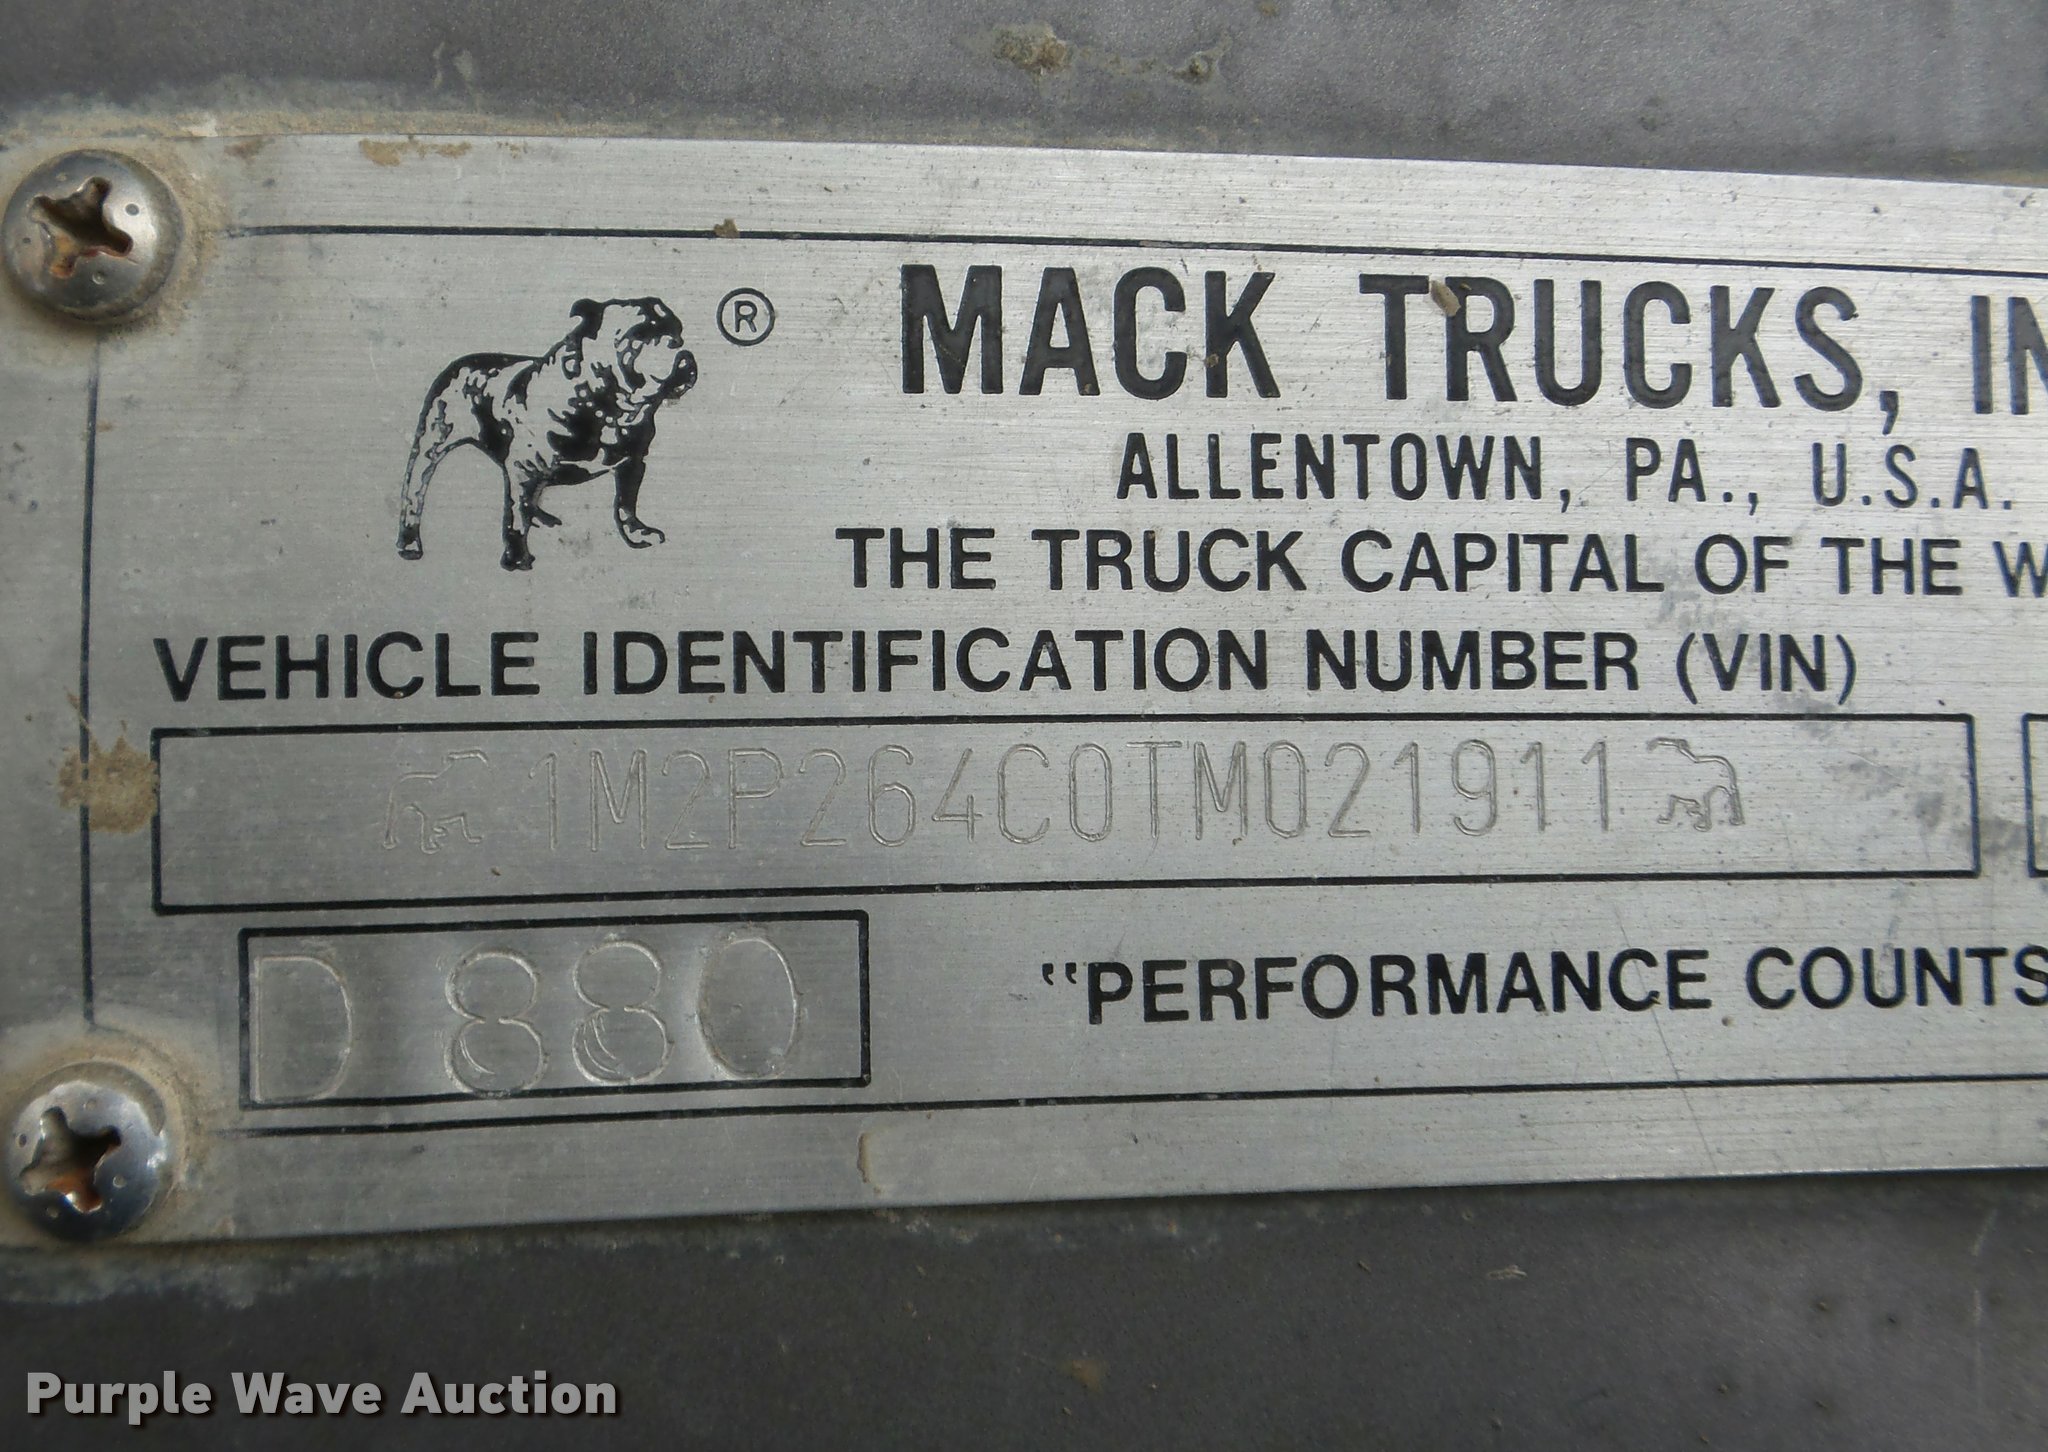 ®
MACK TRUCKS, IN
ALLENTOWN, PA., U.S.A.
THE TRUCK CAPITAL OF THE W
VEHICLE IDENTIFICATION NUMBER (VIN)
1M2P264C0TM021911
D 880
"PERFORMANCE COUNTS
Purple Wave Auction